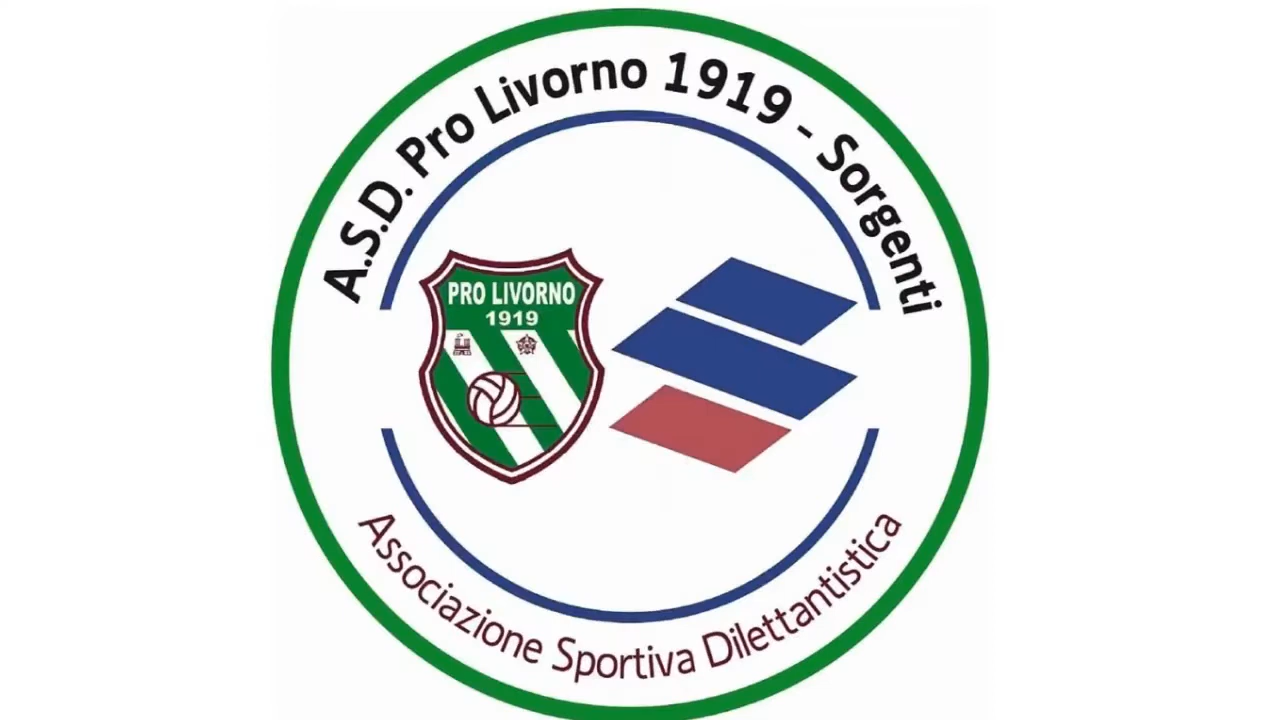 A.S.D. Pro Livorno 1919 - Sorgenti
PRO LIVORNO
1919
Associazione Sportiva Dilettantistica